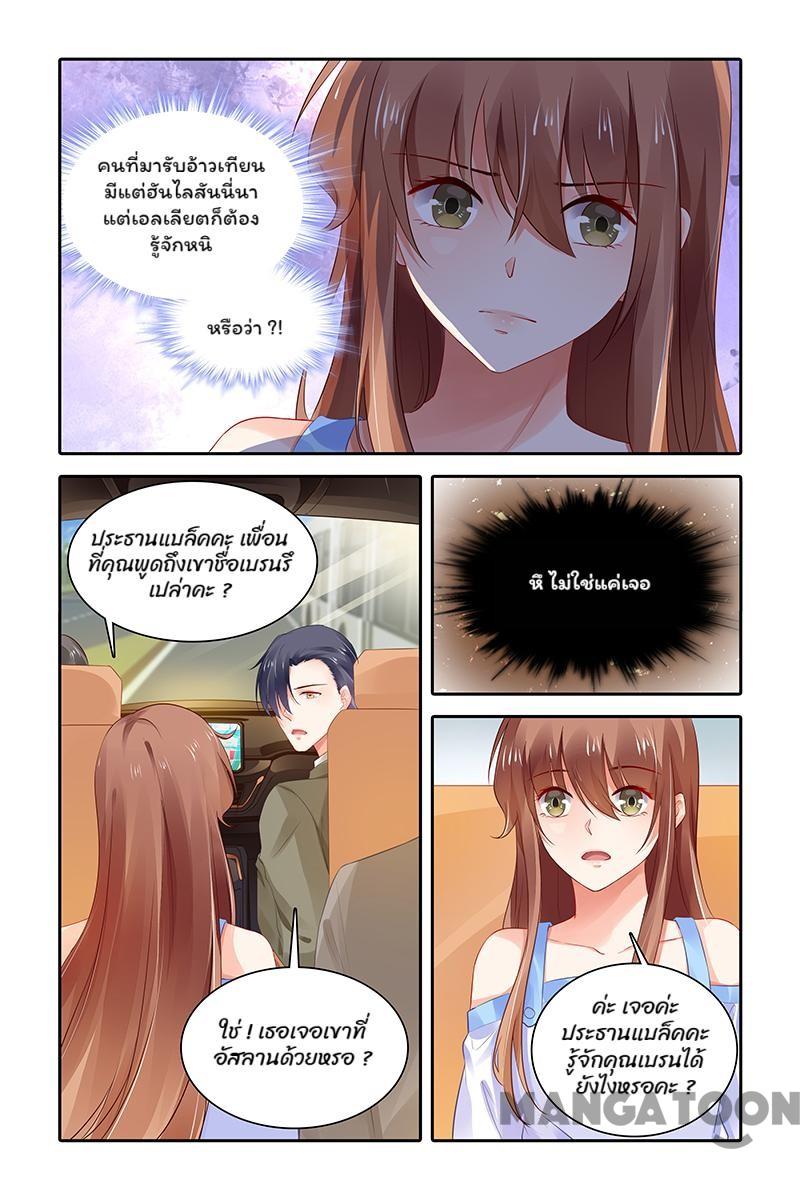 คนที่มารับอ้าวเทียน
มีแต่ฮันไลสันนี่นา
แต่เอลเลียตก็ต้อง
รู้จักหนิ
หรือว่า ?!
ประธานแบล็คคะ เพื่อน
ที่คุณพูดถึงเขาชื่อเบรนรึ
เปล่าคะ ?
หึ ไม่ใช่แค่เจอ
ใช่ ! เธอเจอเขาที่
อัสลานด้วยหรอ ?
ค่ะ เจอค่ะ
ประธานแบล็คคะ
รู้จักคุณเบรนได้
ยังไงหรอคะ ?
MANGATOON